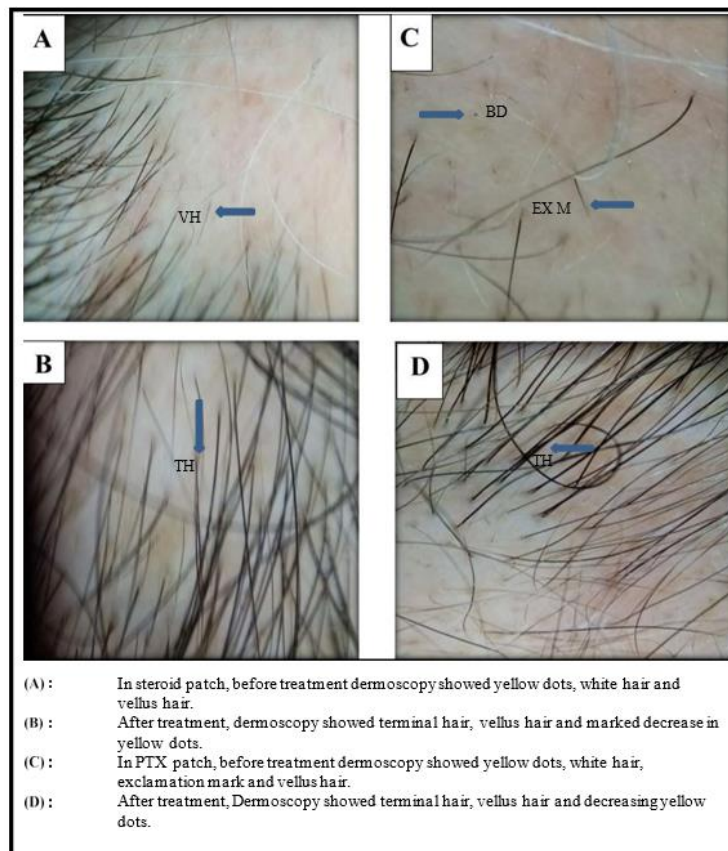 A
C
BD
VH
EX M
B
D
TH
TH
(A) : In steroid patch, before treatment dermoscopy showed yellow dots, white hair and
vellus hair.
(B) : After treatment, dermoscopy showed terminal hair, vellus hair and marked decrease in
yellow dots.
(C) : In PTX patch, before treatment dermoscopy showed yellow dots, white hair,
exclamation mark and vellus hair.
(D) : After treatment, Dermoscopy showed terminal hair, vellus hair and decreasing yellow
dots.